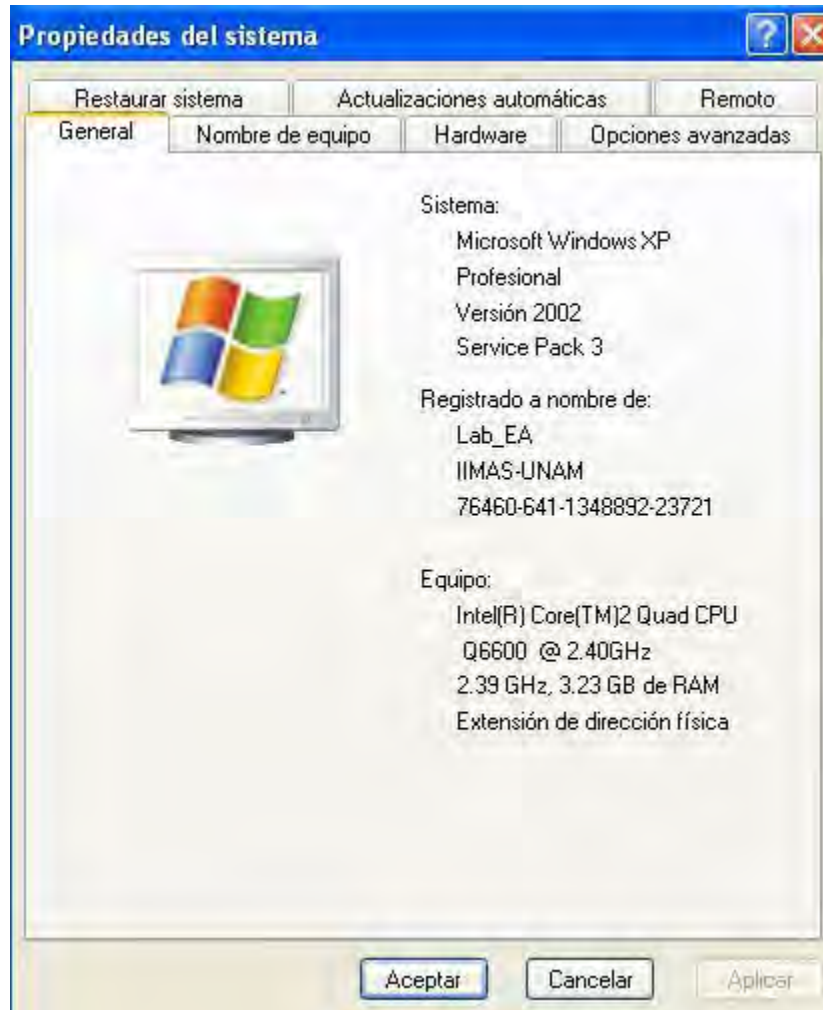 Propiedades del sistema
Restaurar sistema
Actualizaciones automáticas
Remoto
General
Nombre de equipo
Hardware
Opciones avanzadas
Sistema:
Microsoft Windows XP
Profesional
Versión 2002
Service Pack 3
Registrado a nombre de:
Lab_EA
IIMAS-UNAM
76460-641-1348892-23721
Equipo:
Intel(R) Core(TM)2 Quad CPU
Q6600 @ 2.40GHz
2.39 GHz, 3.23 GB de RAM
Extensión de dirección física
Aceptar
Cancelar
Aplicar